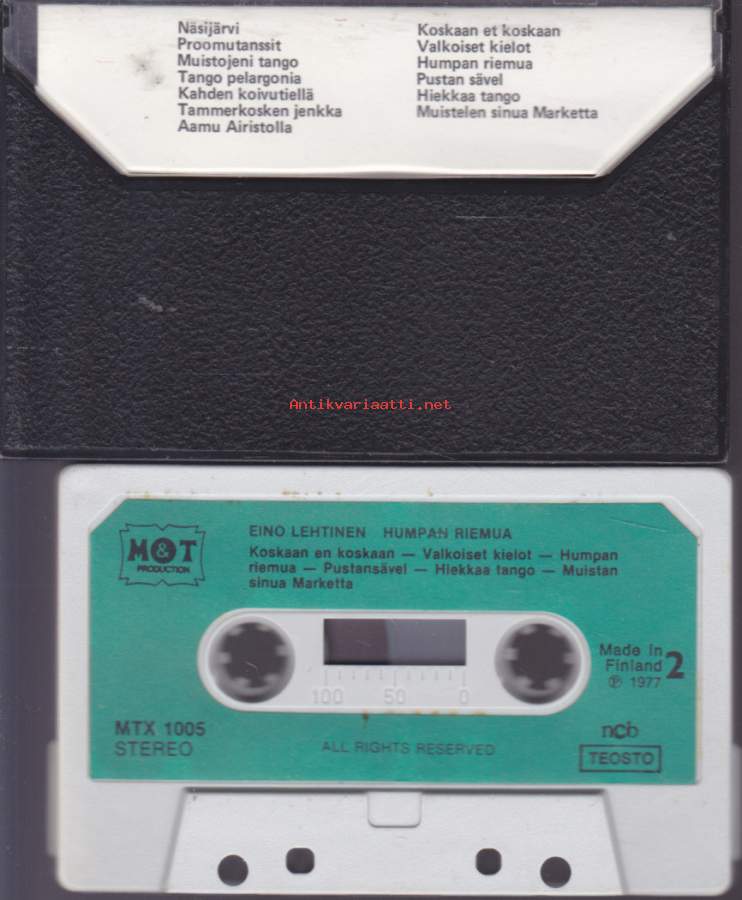 Näsijärvi
Proomutanssit
Muistojeni tango
Tango pelargonia
Kahden koivutiellä
Tammerkosken jenkka
Aamu Airistolla
Koskaan et koskaan
Valkoiset kielot
Humpan riemua
Pustan sävel
Hiekkaa tango
Muistelen sinua Marketta
Antikvariaatti.net
M&T
PRODUCTION
EINO LEHTINEN HUMPAN RIEMUA
Koskaan en koskaan — Valkoiset kielot — Humpan
riemua — Pustansävel — Hiekkaa tango — Muistan
sinua Marketta
100 50 0
Made in
Finland 2
℗ 1977
MTX 1005
STEREO
ALL RIGHTS RESERVED
ncb
TEOSTO